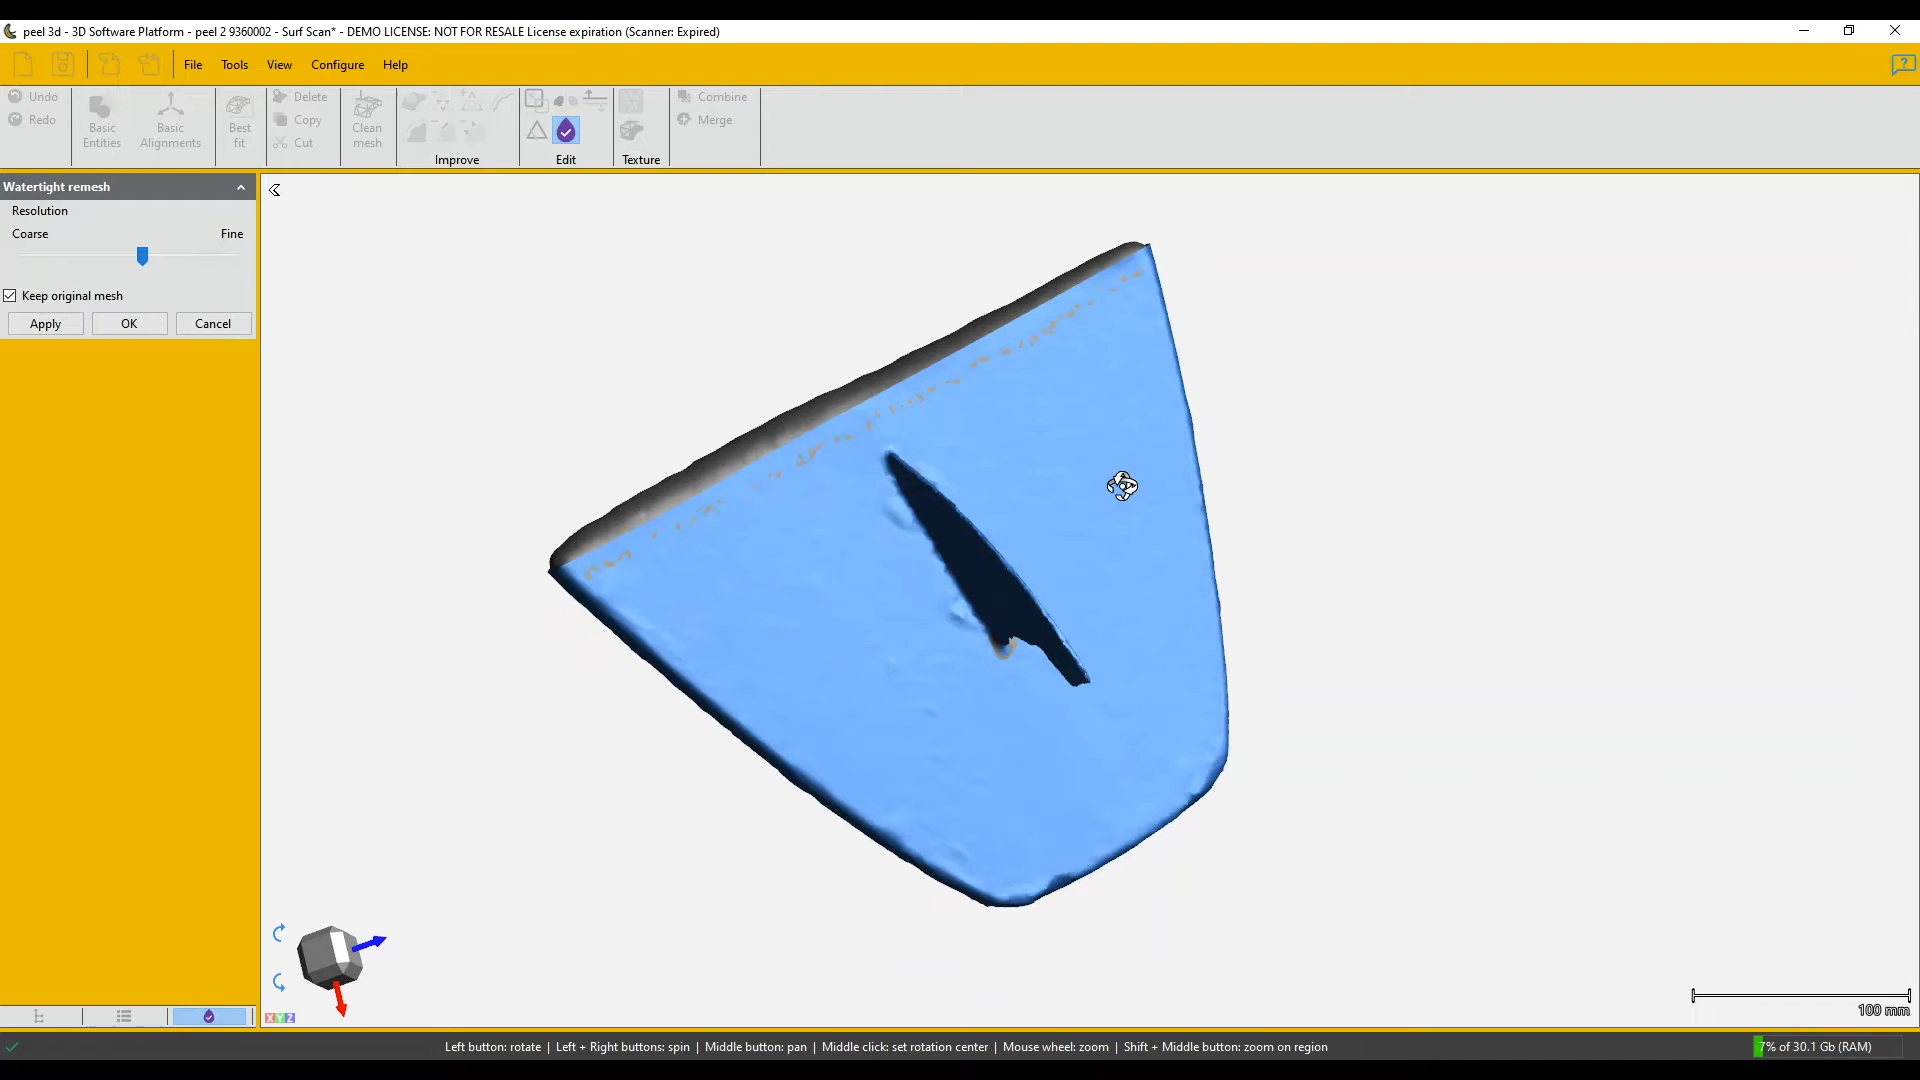 peel 3d - 3D Software Platform - peel 2 9360002 - Surf Scan* - DEMO LICENSE: NOT FOR RESALE License expiration (Scanner: Expired)
File Tools View Configure Help
Undo
Redo
Basic
Entities
Basic
Alignments
Best
fit
Delete
Copy
Cut
Clean
mesh
Improve
Edit
Texture
Combine
Merge
Watertight remesh
Resolution
Coarse Fine
Keep original mesh
Apply OK Cancel
XYZ
100 mm
Left button: rotate | Left + Right buttons: spin | Middle button: pan | Middle click: set rotation center | Mouse wheel: zoom | Shift + Middle button: zoom on region
7% of 30.1 Gb (RAM)